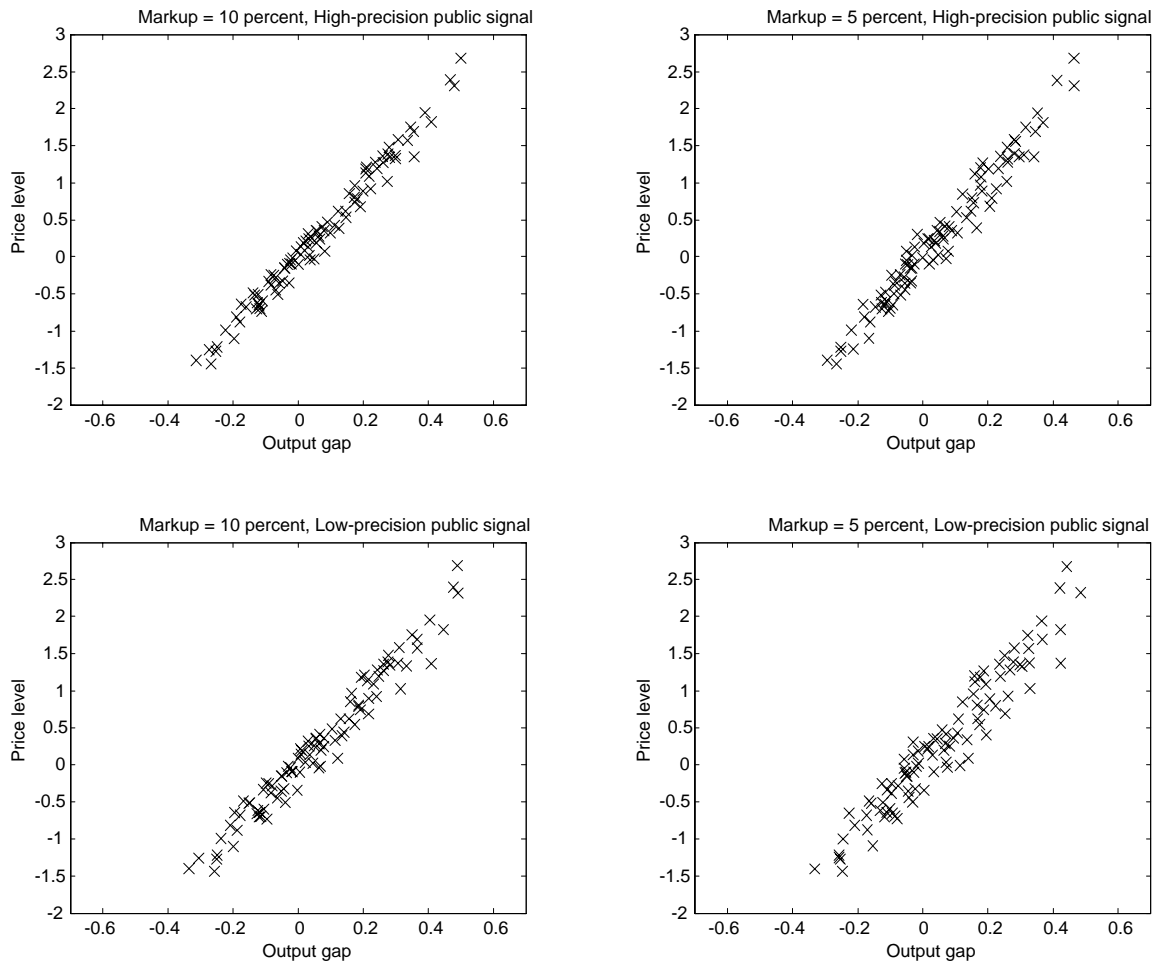 Markup = 10 percent, High-precision public signal
3
2.5
2
1.5
1
0.5
0
-0.5
-1
-1.5
-2
Price level
-0.6 -0.4 -0.2 0 0.2 0.4 0.6
Output gap
Markup = 5 percent, High-precision public signal
3
2.5
2
1.5
1
0.5
0
-0.5
-1
-1.5
-2
Price level
-0.6 -0.4 -0.2 0 0.2 0.4 0.6
Output gap
Markup = 10 percent, Low-precision public signal
3
2.5
2
1.5
1
0.5
0
-0.5
-1
-1.5
-2
Price level
-0.6 -0.4 -0.2 0 0.2 0.4 0.6
Output gap
Markup = 5 percent, Low-precision public signal
3
2.5
2
1.5
1
0.5
0
-0.5
-1
-1.5
-2
Price level
-0.6 -0.4 -0.2 0 0.2 0.4 0.6
Output gap